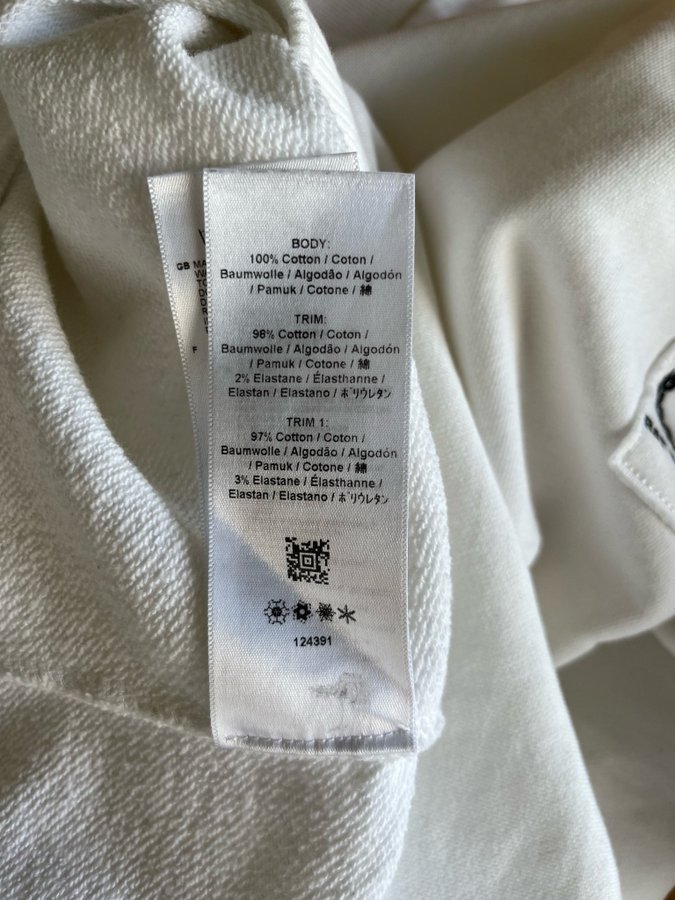 BODY:
100% Cotton / Coton /
Baumwolle / Algodão / Algodón
/ Pamuk / Cotone / 綿
TRIM:
98% Cotton / Coton /
Baumwolle / Algodão / Algodón
/ Pamuk / Cotone / 綿
2% Elastane / Élasthanne /
Elastan / Elastano / ポリウレタン
TRIM 1:
97% Cotton / Coton /
Baumwolle / Algodão / Algodón
/ Pamuk / Cotone / 綿
3% Elastane / Élasthanne /
Elastan / Elastano / ポリウレタン
124391
GB
F